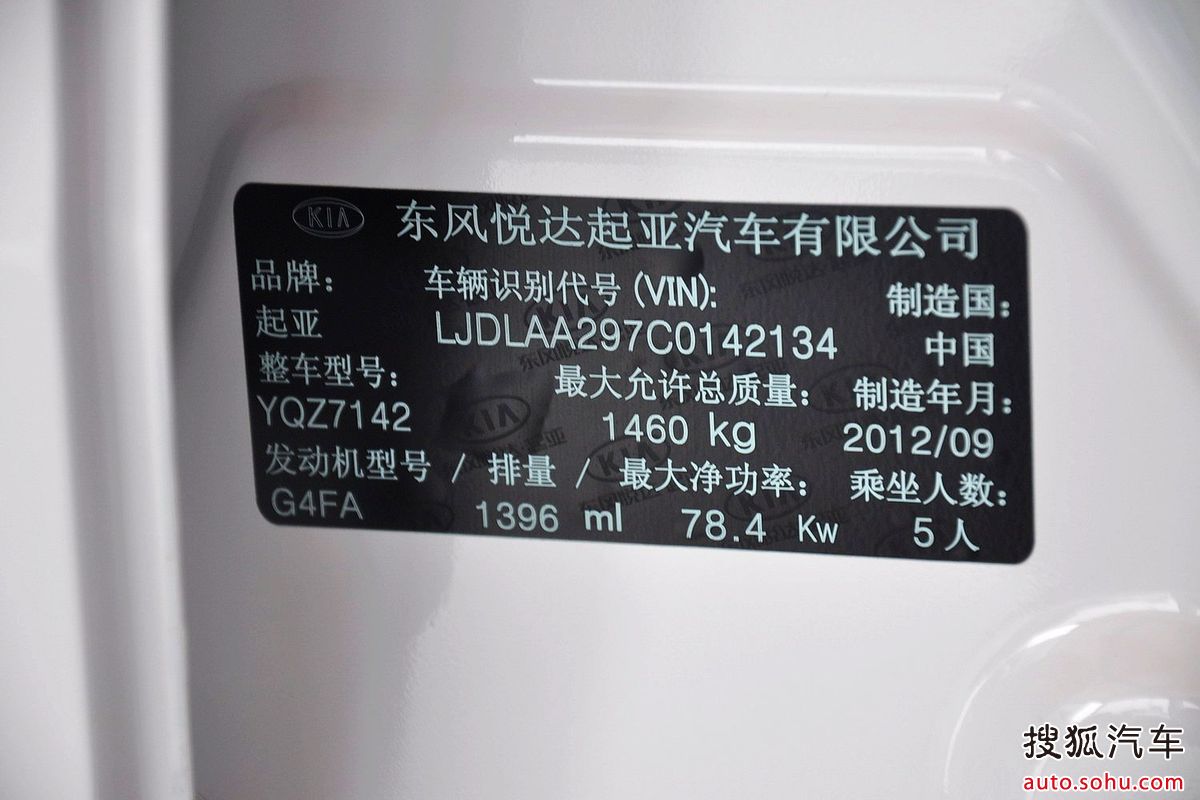 KIA 东风悦达起亚汽车有限公司
品牌: 车辆识别代号 (VIN): 制造国:
起亚 LJDLAA297C0142134 中国
整车型号: 最大允许总质量: 制造年月:
YQZ7142 1460 kg 2012/09
发动机型号 / 排量 / 最大净功率: 乘坐人数:
G4FA 1396 ml 78.4 Kw 5人
搜狐汽车
auto.sohu.com